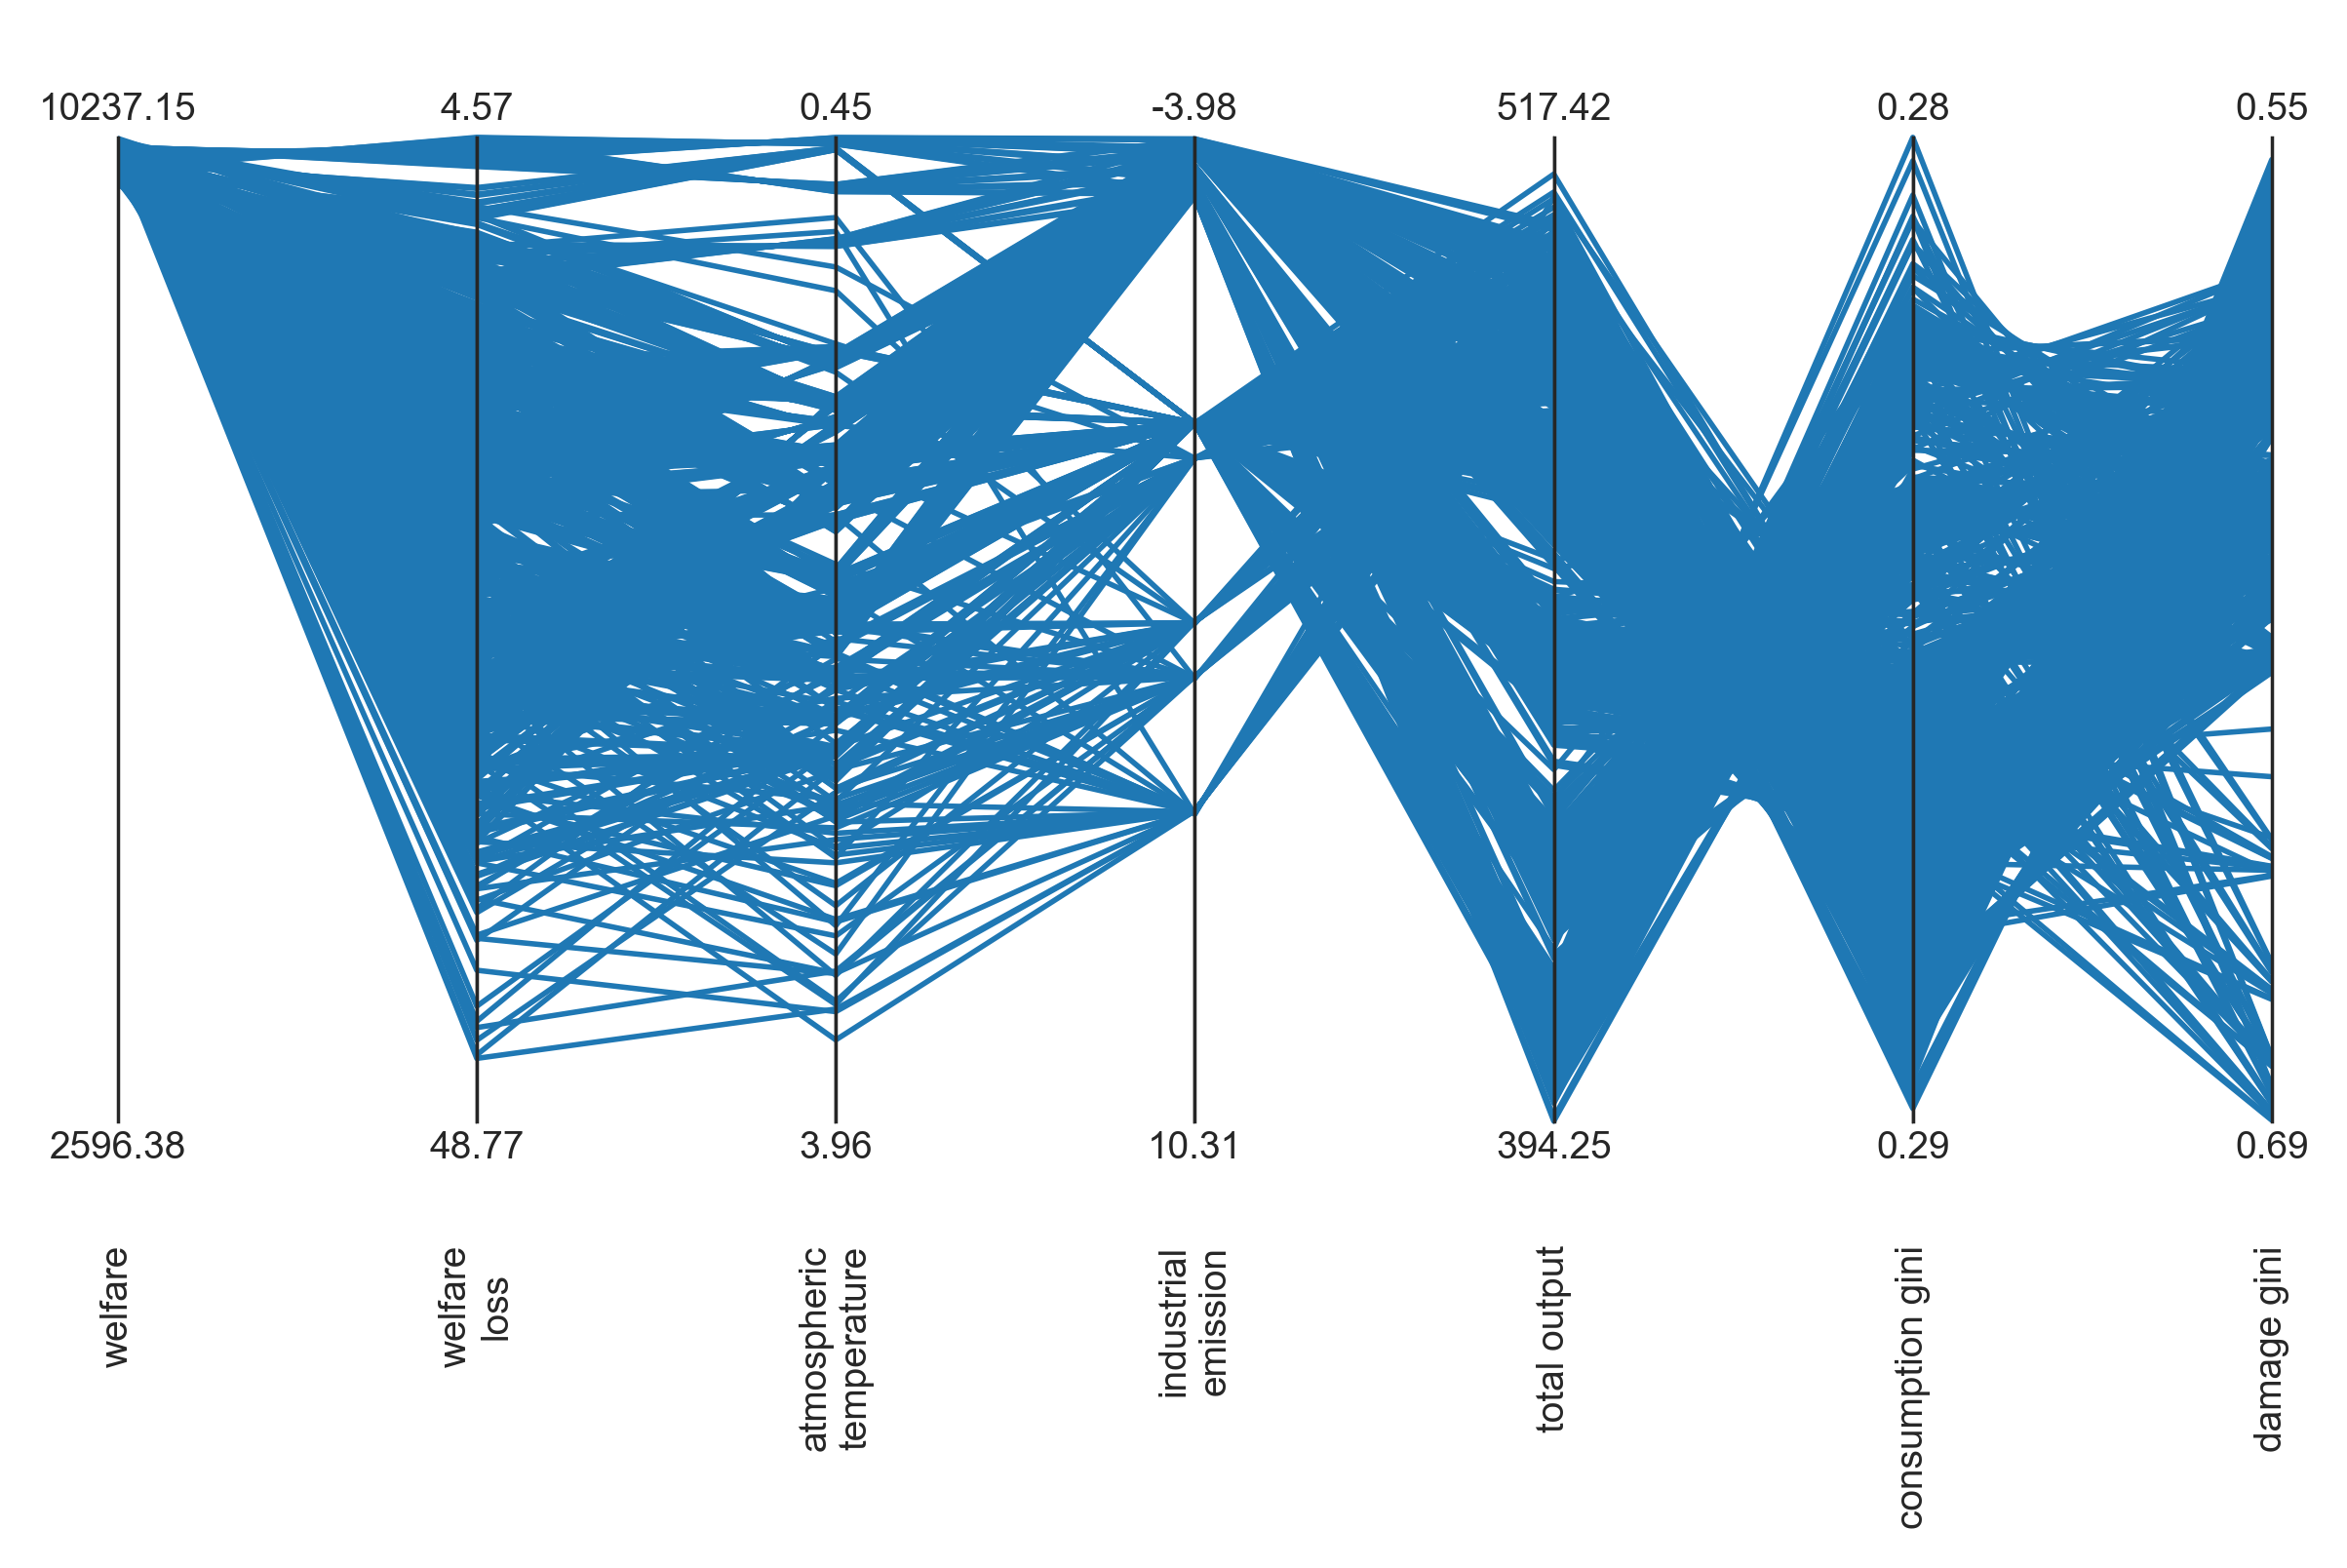 10237.15
4.57
0.45
-3.98
517.42
0.28
0.55
2596.38
48.77
3.96
10.31
394.25
0.29
0.69
welfare
welfare
loss
atmospheric
temperature
industrial
emission
total output
consumption gini
damage gini